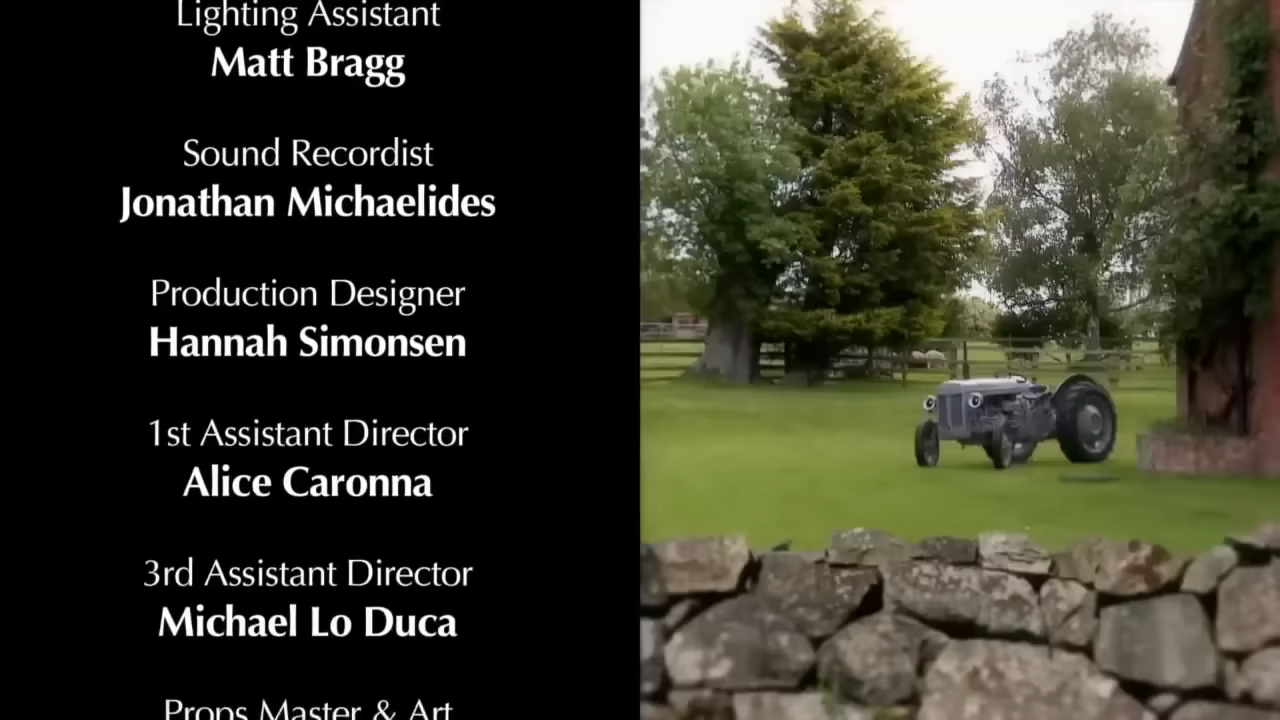 Lighting Assistant
Matt Bragg
Sound Recordist
Jonathan Michaelides
Production Designer
Hannah Simonsen
1st Assistant Director
Alice Caronna
3rd Assistant Director
Michael Lo Duca
Props Master & Art